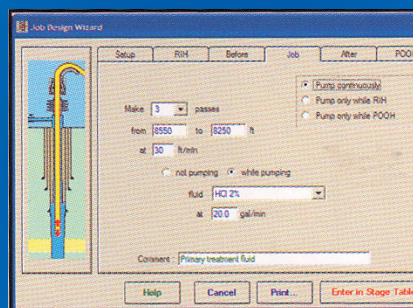 Job Design Wizard
Setup RIH Before Job After POOH
Pump continuously
Pump only while RIH
Pump only while POOH
Make 3 passes
from 8550 to 8250 ft
at 30 ft/min
not pumping while pumping
fluid HCl 2%
at 20.0 gal/min
Comment : Primary treatment fluid
Help Cancel Print... Enter in Stage Table